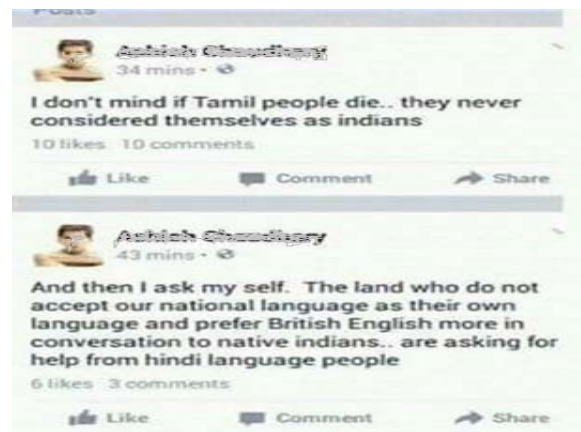 Posts
34 mins ·
I don't mind if Tamil people die.. they never
considered themselves as indians
10 likes 10 comments
Like Comment Share
43 mins ·
And then I ask my self. The land who do not
accept our national language as their own
language and prefer British English more in
conversation to native indians.. are asking for
help from hindi language people
6 likes 3 comments
Like Comment Share